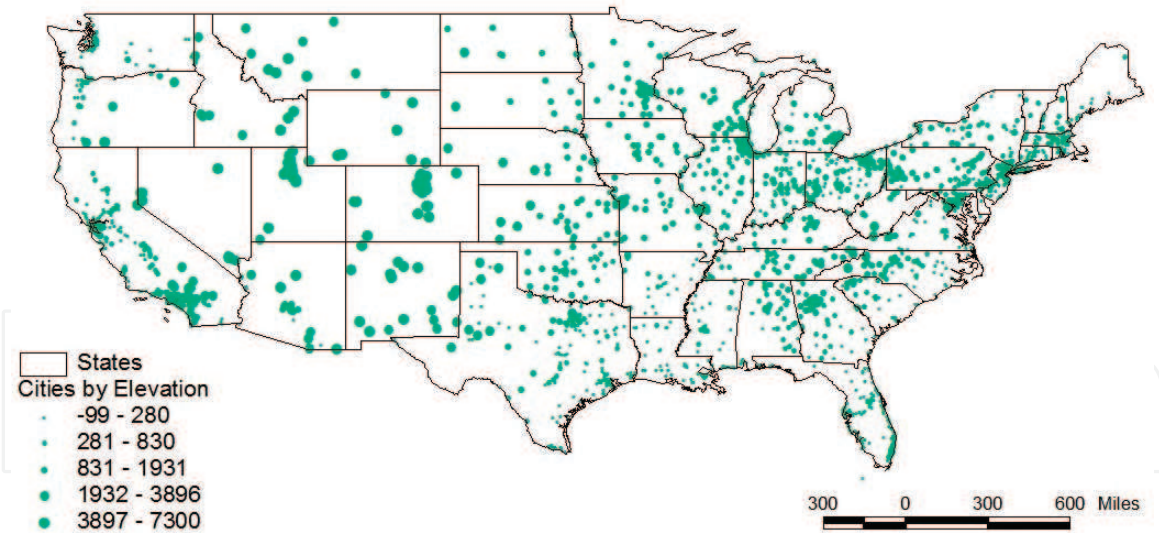 States
Cities by Elevation
-99 - 280
281 - 830
831 - 1931
1932 - 3896
3897 - 7300
300 0 300 600 Miles